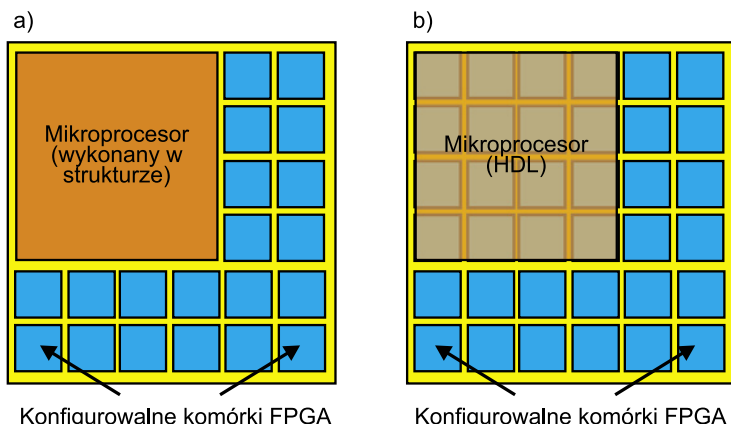 a)
Mikroprocesor
(wykonany w
strukturze)
Konfigurowalne komórki FPGA
b)
Mikroprocesor
(HDL)
Konfigurowalne komórki FPGA